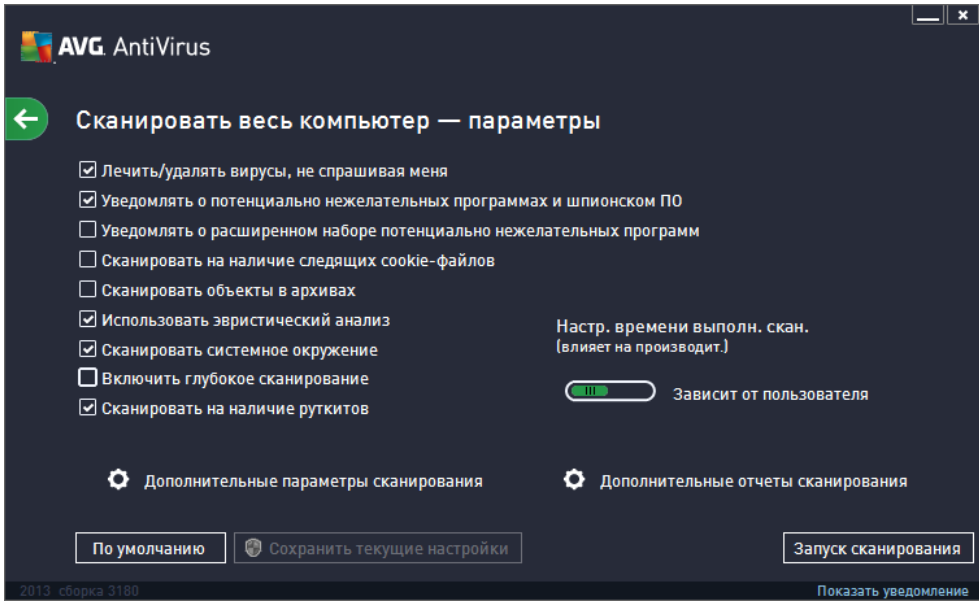 AVG. AntiVirus
Сканировать весь компьютер — параметры
Лечить/удалять вирусы, не спрашивая меня
Уведомлять о потенциально нежелательных программах и шпионском ПО
Уведомлять о расширенном наборе потенциально нежелательных программ
Сканировать на наличие следящих cookie-файлов
Сканировать объекты в архивах
Использовать эвристический анализ
Сканировать системное окружение
Включить глубокое сканирование
Сканировать на наличие руткитов
Настр. времени выполн. скан.
(влияет на производит.)
Зависит от пользователя
Дополнительные параметры сканирования
Дополнительные отчеты сканирования
По умолчанию
Сохранить текущие настройки
Запуск сканирования
2013 сборка 3180
Показать уведомление